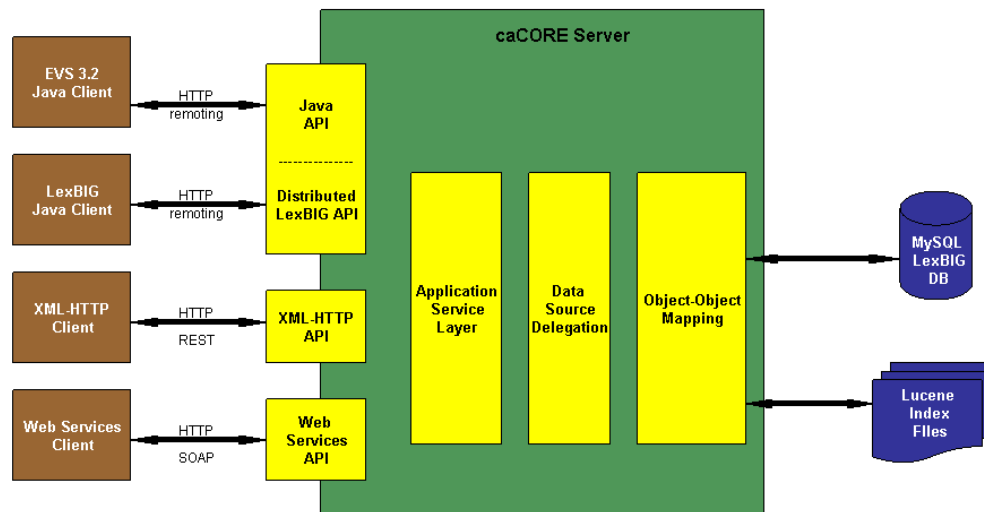 caCORE Server
EVS 3.2
Java Client
HTTP
remoting
Java
API
---------------
LexBIG
Java Client
HTTP
remoting
Distributed
LexBIG API
XML-HTTP
Client
HTTP
REST
XML-HTTP
API
Web Services
Client
HTTP
SOAP
Web
Services
API
Application
Service
Layer
Data
Source
Delegation
Object-Object
Mapping
MySQL
LexBIG
DB
Lucene
Index
FIles